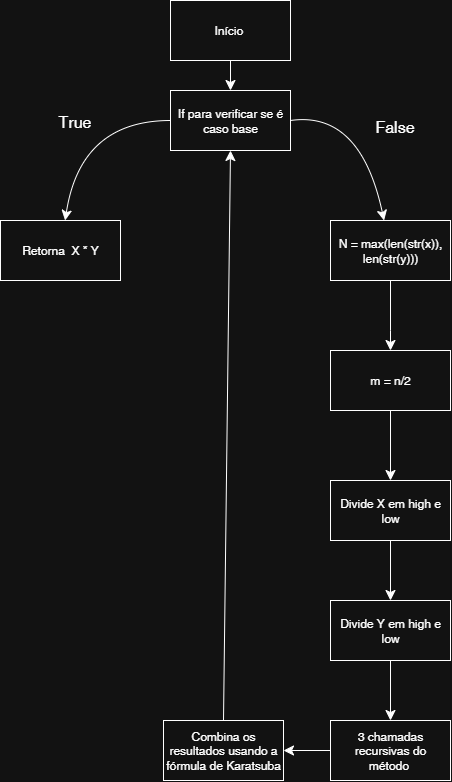 Início
If para verificar se é
caso base
True
False
Retorna X * Y
N = max(len(str(x)),
len(str(y)))
m = n/2
Divide X em high e
low
Divide Y em high e
low
Combina os
resultados usando a
fórmula de Karatsuba
3 chamadas
recursivas do
método